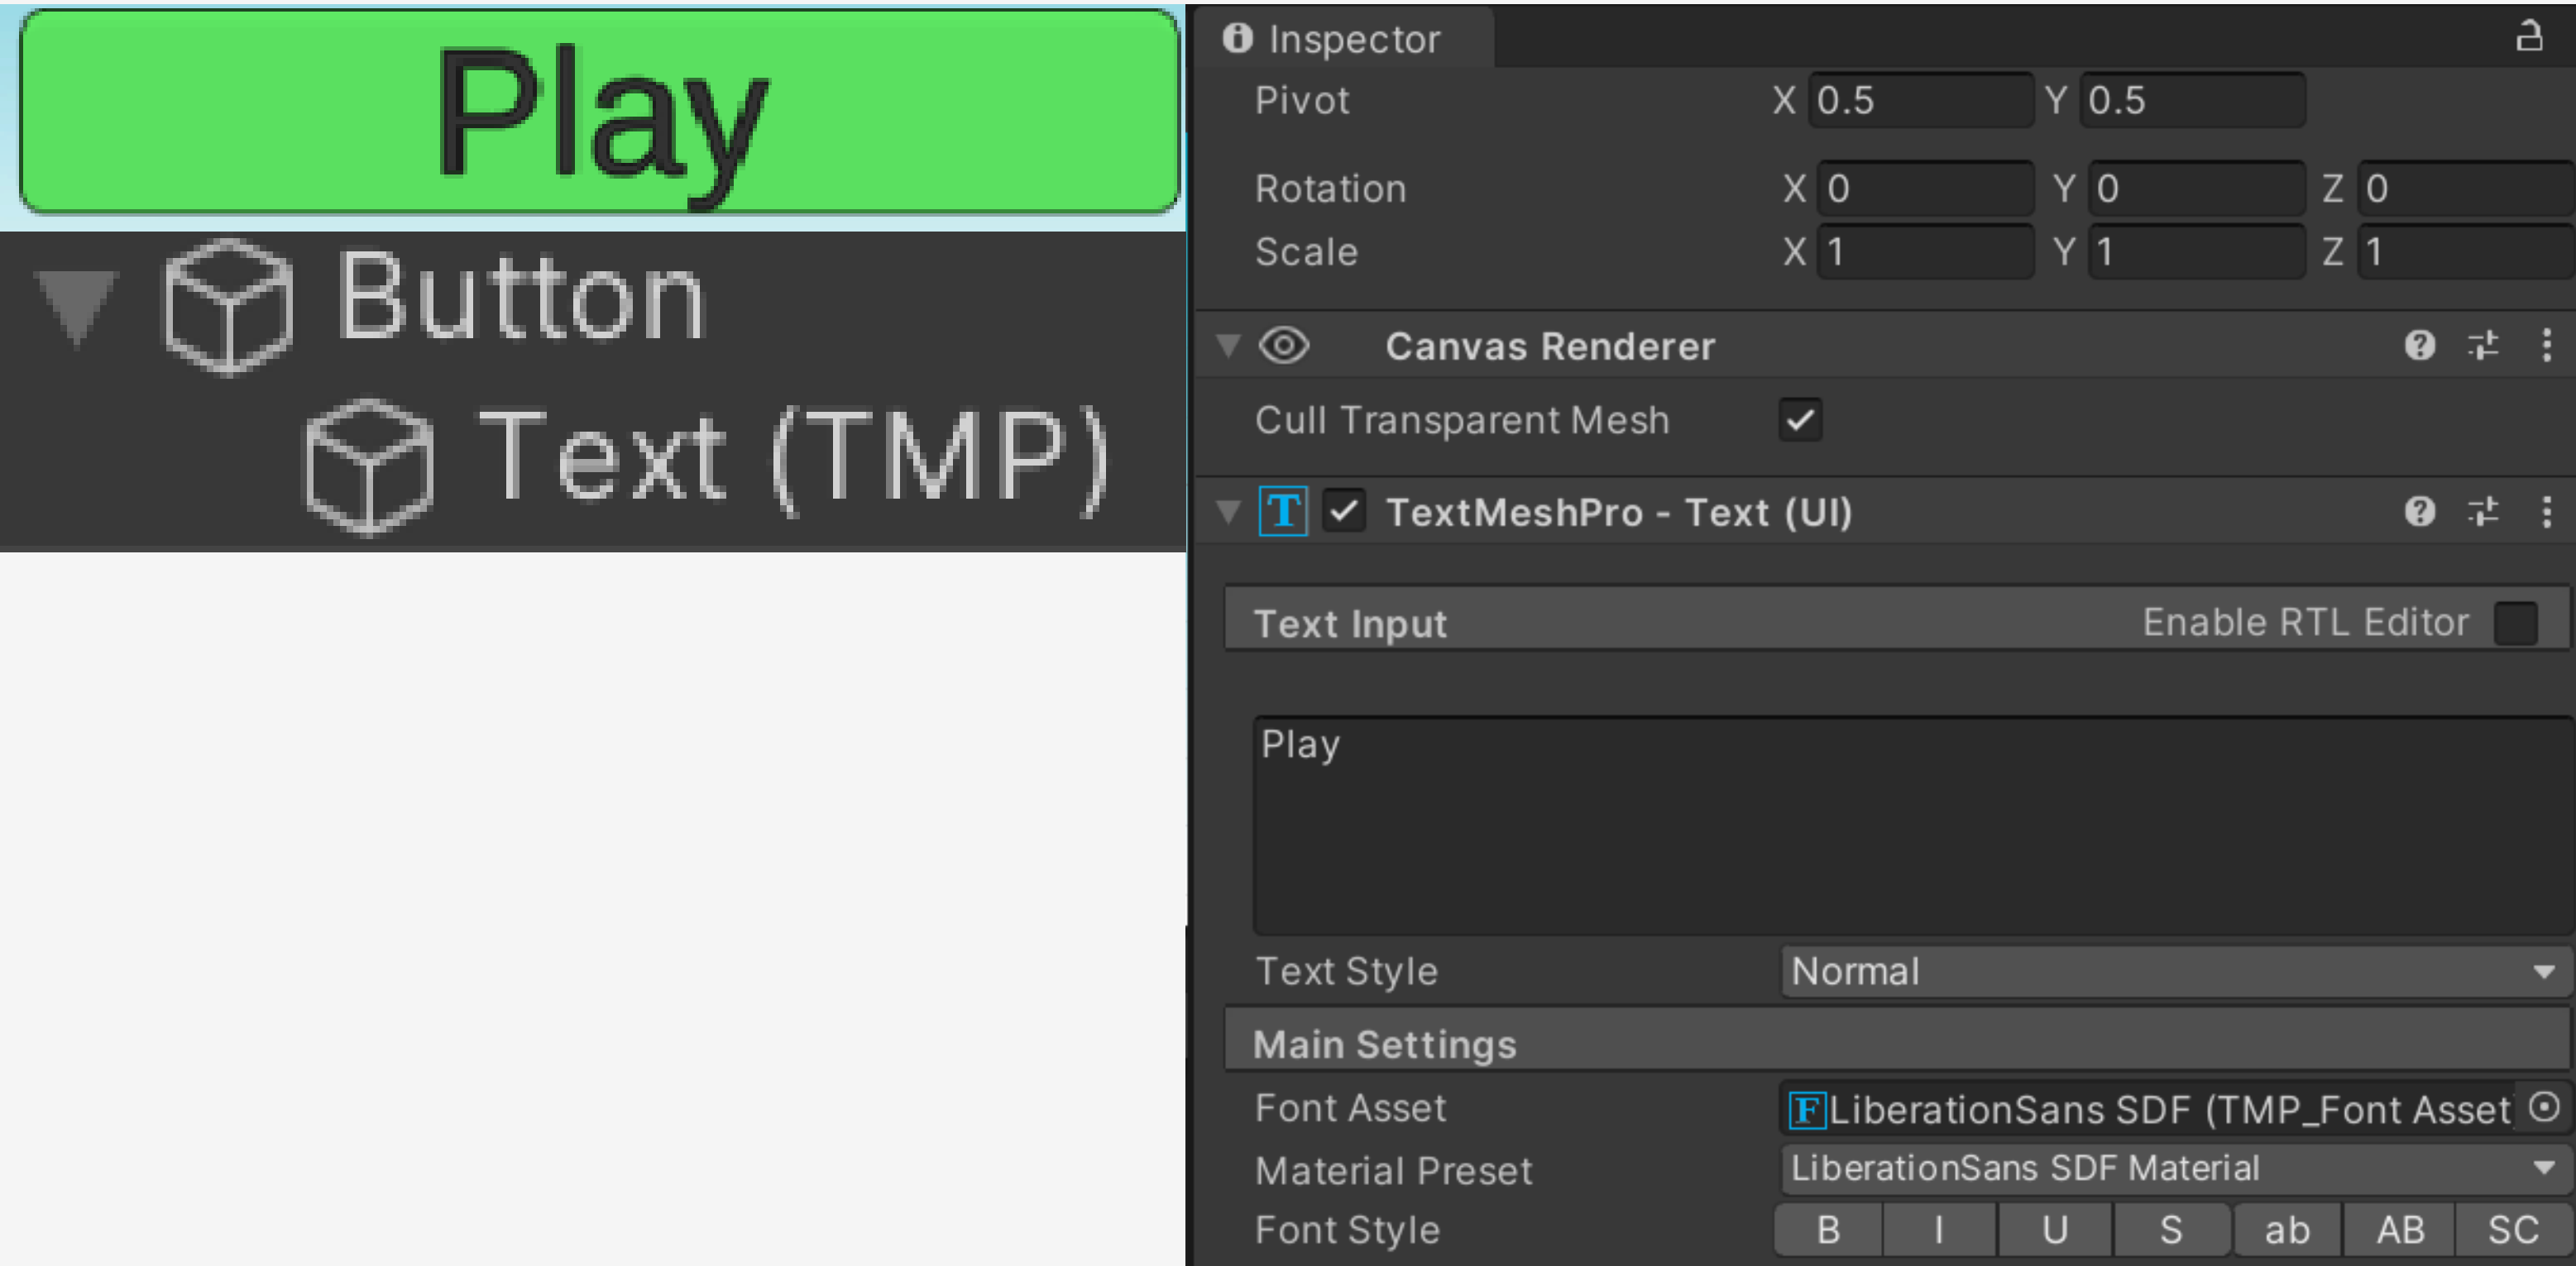 Play
Button
Text (TMP)
Inspector
Pivot X 0.5 Y 0.5
Rotation X 0 Y 0 Z 0
Scale X 1 Y 1 Z 1
Canvas Renderer
Cull Transparent Mesh
TextMeshPro - Text (UI)
Text Input Enable RTL Editor
Play
Text Style Normal
Main Settings
Font Asset LiberationSans SDF (TMP_Font Asset
Material Preset LiberationSans SDF Material
Font Style B I U S ab AB SC